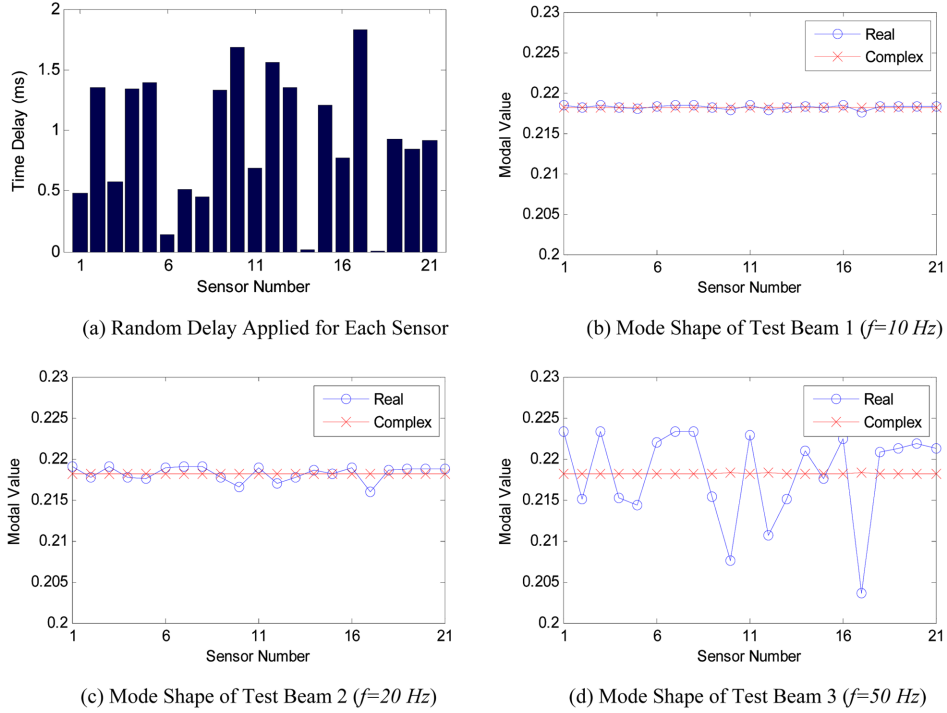 2
1.5
1
0.5
0
Time Delay (ms)
1 6 11 16 21
Sensor Number
(a) Random Delay Applied for Each Sensor
0.23
0.225
0.22
0.215
0.21
0.205
0.2
Modal Value
Real
Complex
1 6 11 16 21
Sensor Number
(b) Mode Shape of Test Beam 1 (f=10 Hz)
0.23
0.225
0.22
0.215
0.21
0.205
0.2
Modal Value
Real
Complex
1 6 11 16 21
Sensor Number
(c) Mode Shape of Test Beam 2 (f=20 Hz)
0.23
0.225
0.22
0.215
0.21
0.205
0.2
Modal Value
Real
Complex
1 6 11 16 21
Sensor Number
(d) Mode Shape of Test Beam 3 (f=50 Hz)